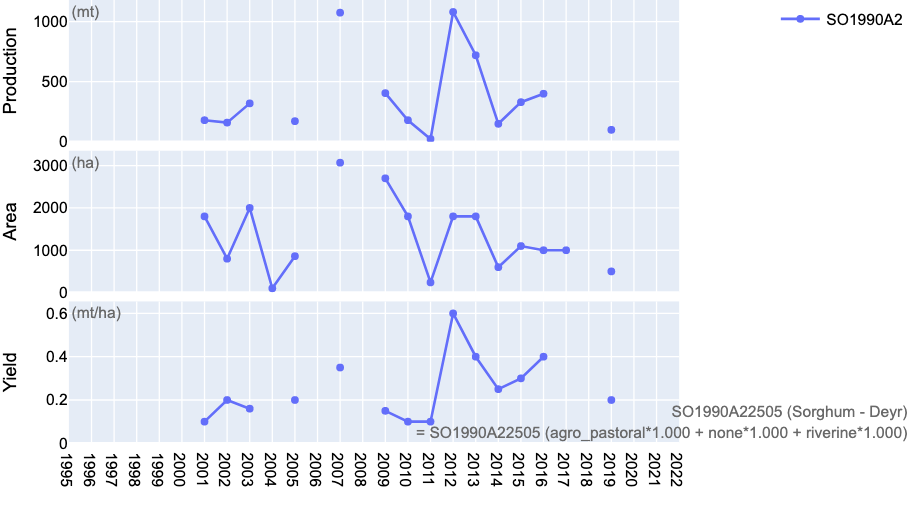 (mt)
SO1990A2
Production
1000
500
0
(ha)
Area
3000
2000
1000
0
(mt/ha)
Yield
0.6
0.4
0.2
0
SO1990A22505 (Sorghum - Deyr)
= SO1990A22505 (agro_pastoral*1.000 + none*1.000 + riverine*1.000)
1995 1996 1997 1998 1999 2000 2001 2002 2003 2004 2005 2006 2007 2008 2009 2010 2011 2012 2013 2014 2015 2016 2017 2018 2019 2020 2021 2022